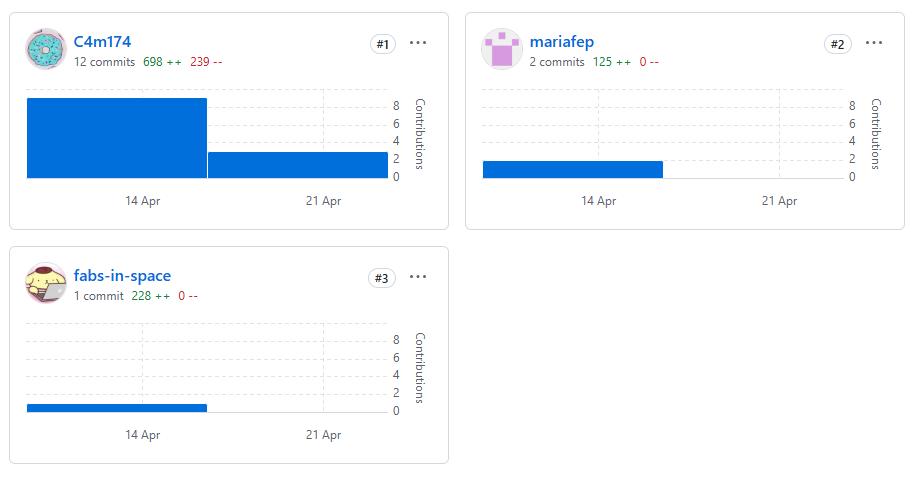 C4m174
#1
12 commits 698 ++ 239 --
8
6
4
2
0
Contributions
14 Apr 21 Apr
mariafep
#2
2 commits 125 ++ 0 --
8
6
4
2
0
Contributions
14 Apr 21 Apr
fabs-in-space
#3
1 commit 228 ++ 0 --
8
6
4
2
0
Contributions
14 Apr 21 Apr